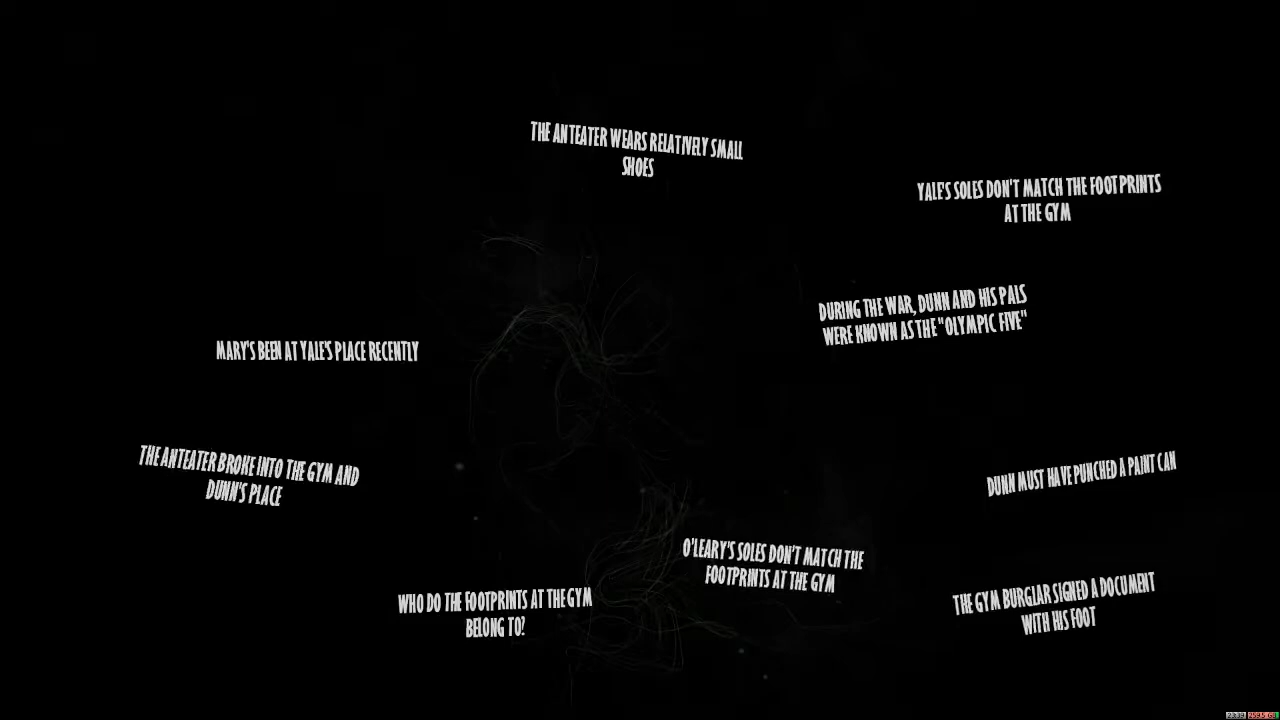 THE ANTEATER WEARS RELATIVELY SMALL
SHOES
YALE'S SOLES DON'T MATCH THE FOOTPRINTS
AT THE GYM
DURING THE WAR, DUNN AND HIS PALS
WERE KNOWN AS THE "OLYMPIC FIVE"
MARY'S BEEN AT YALE'S PLACE RECENTLY
THE ANTEATER BROKE INTO THE GYM AND
DUNN'S PLACE
DUNN MUST HAVE PUNCHED A PAINT CAN
O'LEARY'S SOLES DON'T MATCH THE
FOOTPRINTS AT THE GYM
WHO DO THE FOOTPRINTS AT THE GYM
BELONG TO?
THE GYM BURGLAR SIGNED A DOCUMENT
WITH HIS FOOT